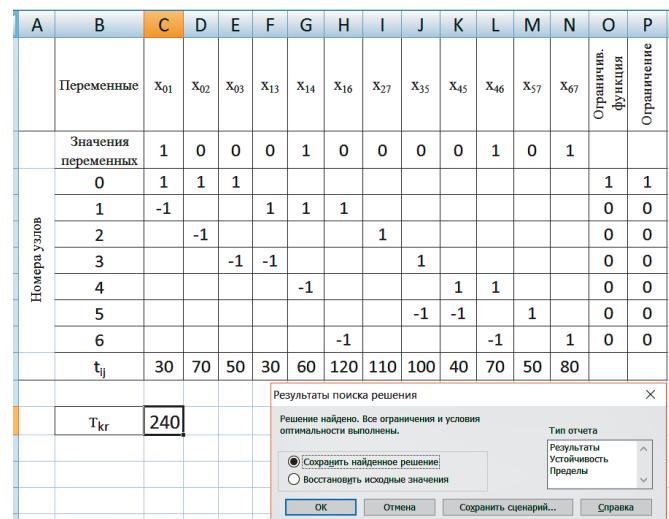 A B C D E F G H I J K L M N O P
Переменные x₀₁ x₀₂ x₀₃ x₁₃ x₁₄ x₁₆ x₂₇ x₃₅ x₄₅ x₄₆ x₅₇ x₆₇ Ограничив. функция Ограничение
Значения переменных 1 0 0 0 1 0 0 0 0 1 0 1
Номера узлов
0 1 1 1 1 1
1 -1 1 1 1 0 0
2 -1 1 0 0
3 -1 -1 1 0 0
4 -1 1 1 0 0
5 -1 -1 1 0 0
6 -1 -1 1 0 0
tᵢⱼ 30 70 50 30 60 120 110 100 40 70 50 80
Tkr 240
Результаты поиска решения
Решение найдено. Все ограничения и условия
оптимальности выполнены.
Тип отчета
Результаты
Устойчивость
Пределы
Сохранить найденное решение
Восстановить исходные значения
ОК Отмена Сохранить сценарий... Справка